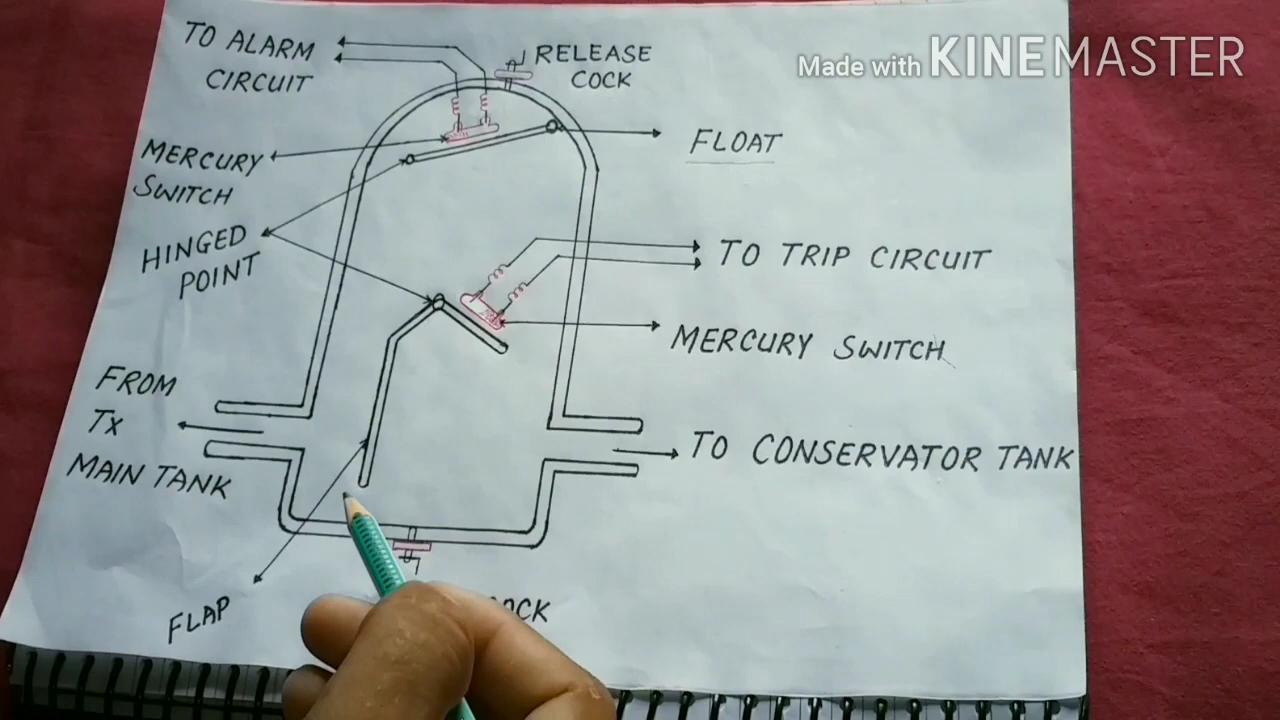 TO ALARM
CIRCUIT
RELEASE
COCK
Made with KINEMASTER
MERCURY
SWITCH
FLOAT
HINGED
POINT
TO TRIP CIRCUIT
MERCURY SWITCH
FROM
Tx
MAIN TANK
TO CONSERVATOR TANK
FLAP